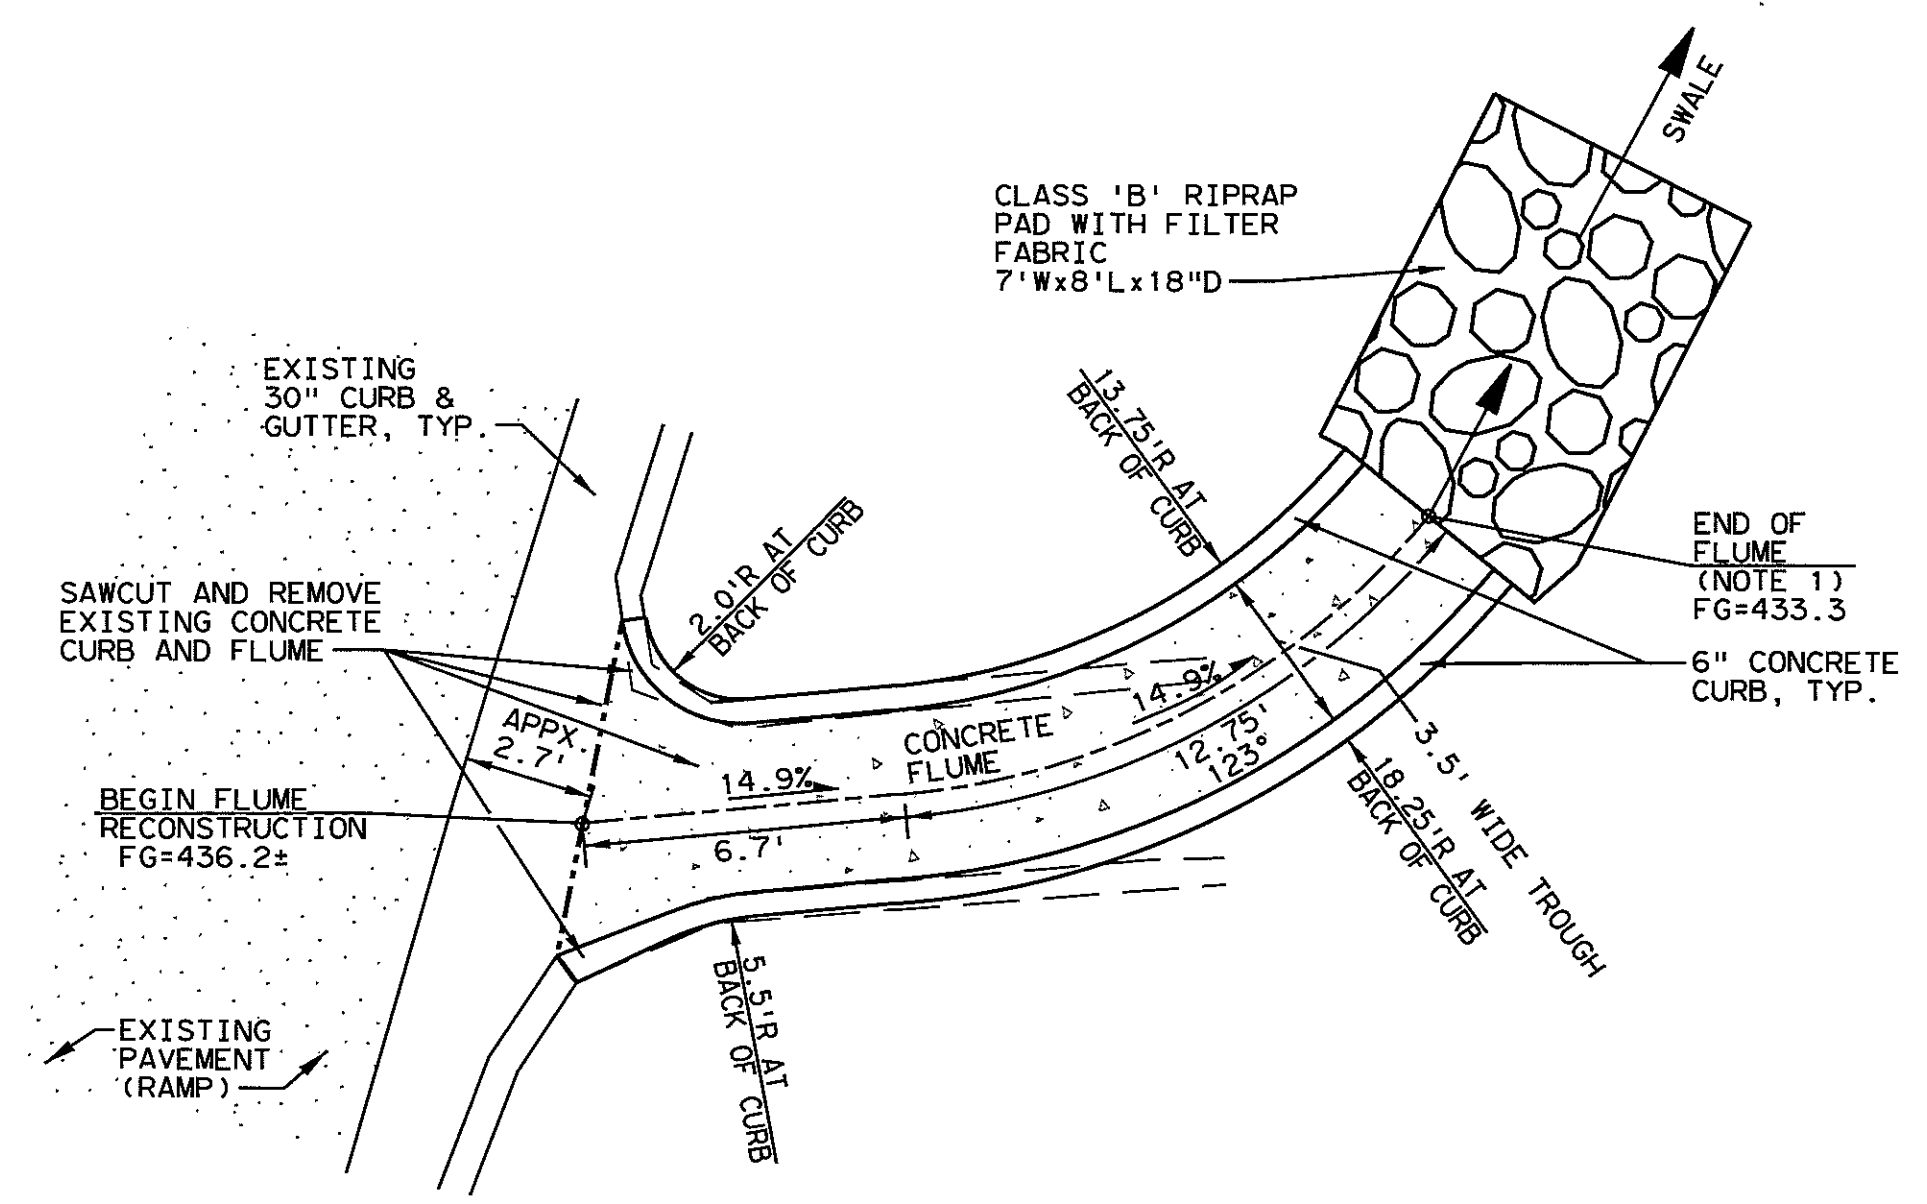 SWALE
CLASS 'B' RIPRAP
PAD WITH FILTER
FABRIC
7'Wx8'Lx18"D
EXISTING
30" CURB &
GUTTER, TYP.
13.75'R AT
BACK OF CURB
2.0'R AT
BACK OF CURB
END OF
FLUME
(NOTE 1)
FG=433.3
SAWCUT AND REMOVE
EXISTING CONCRETE
CURB AND FLUME
6" CONCRETE
CURB, TYP.
APPX.
2.7'
14.9%
CONCRETE
FLUME
12.75'
123°
3.5' WIDE TROUGH
14.9%
BEGIN FLUME
RECONSTRUCTION
FG=436.2±
6.7'
18.25'R AT
BACK OF CURB
5.5'R AT
BACK OF CURB
EXISTING
PAVEMENT
(RAMP)